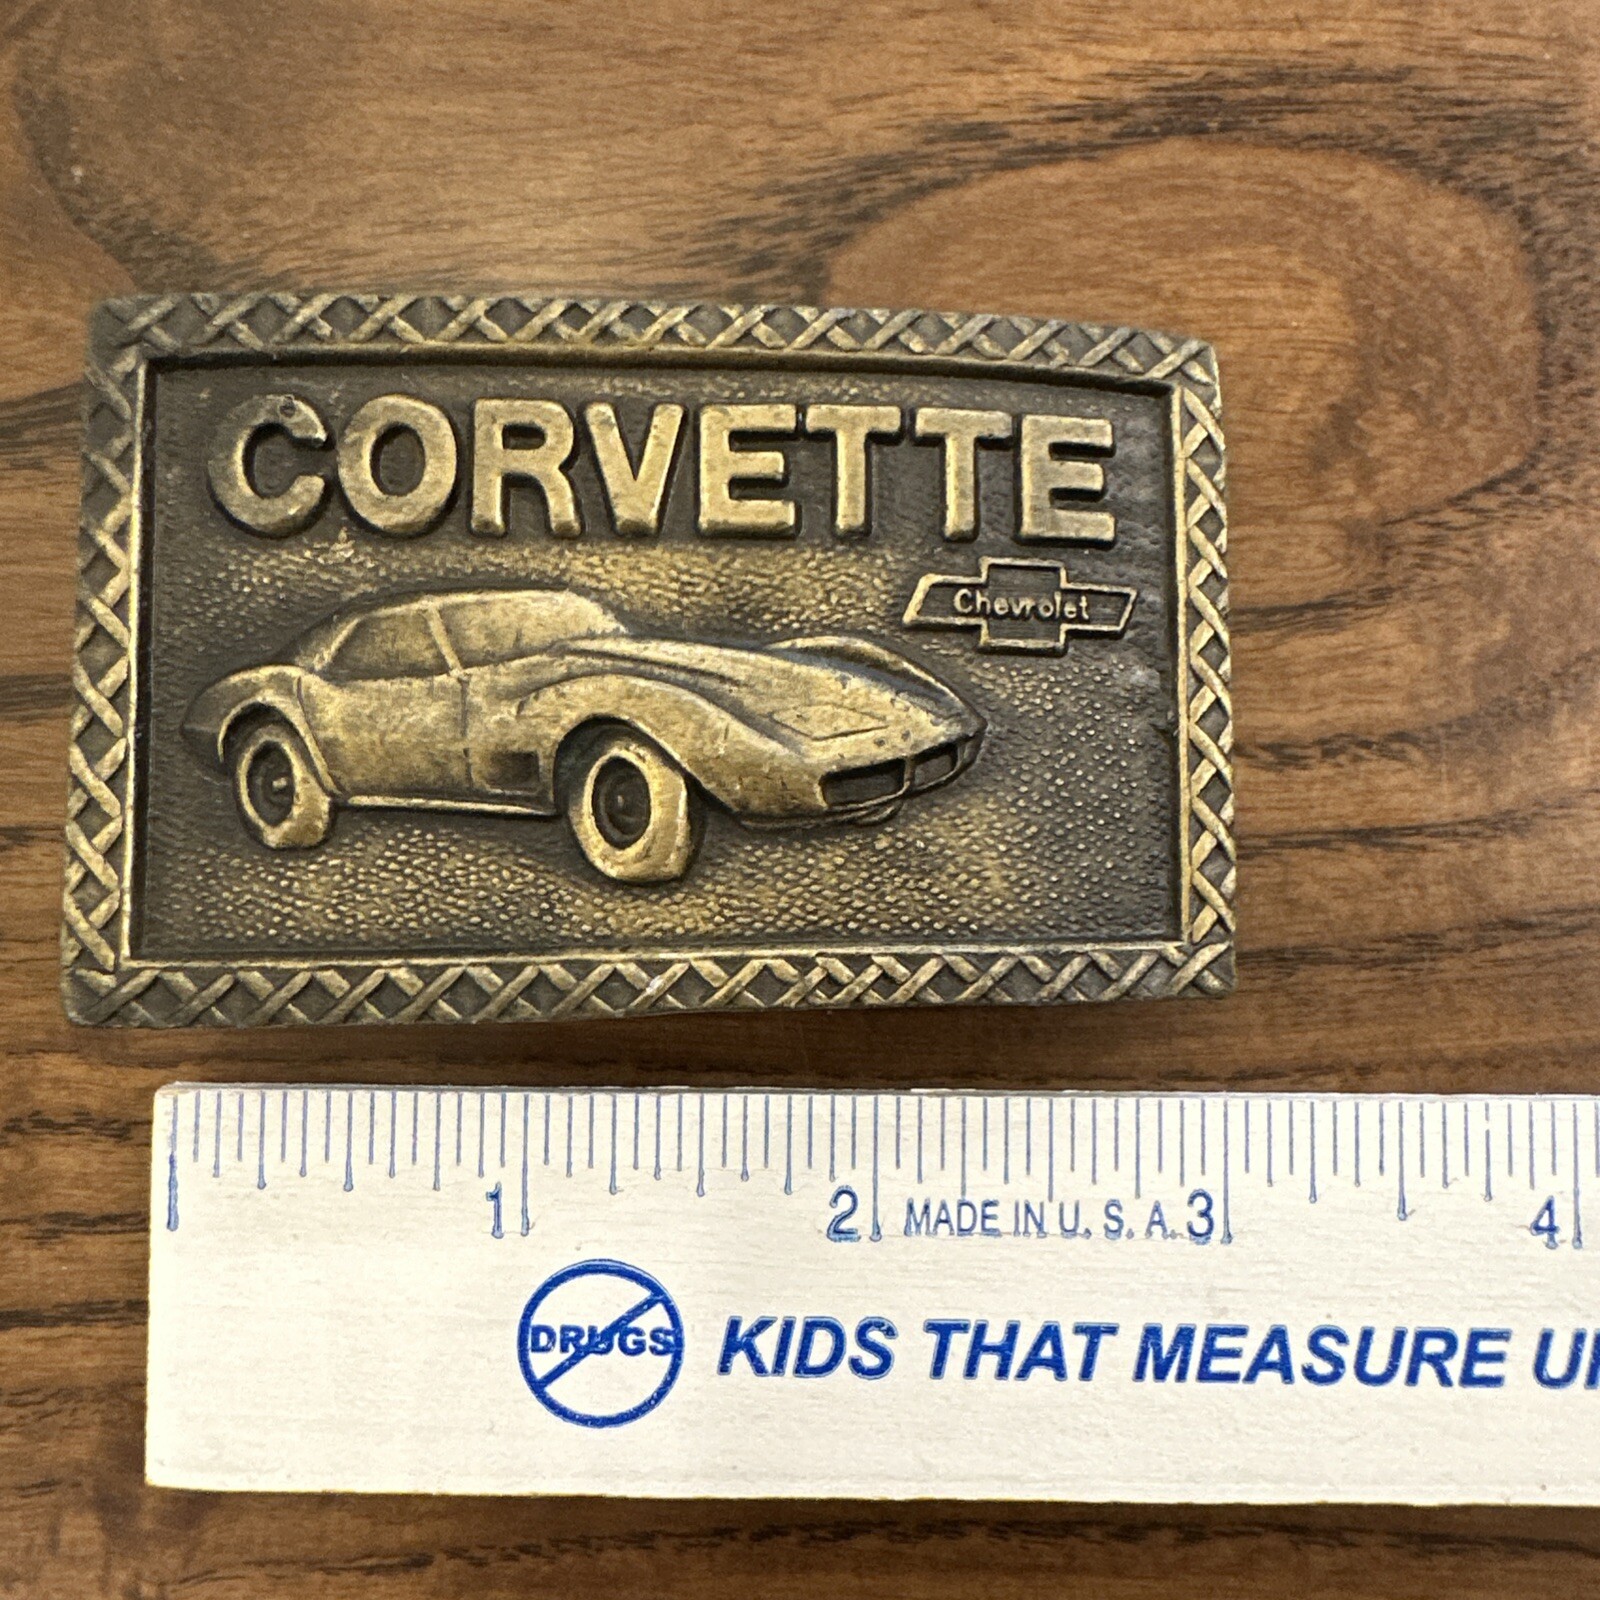 CORVETTE
Chevrolet
1 2 MADE IN U. S. A. 3 4
DRUGS
KIDS THAT MEASURE